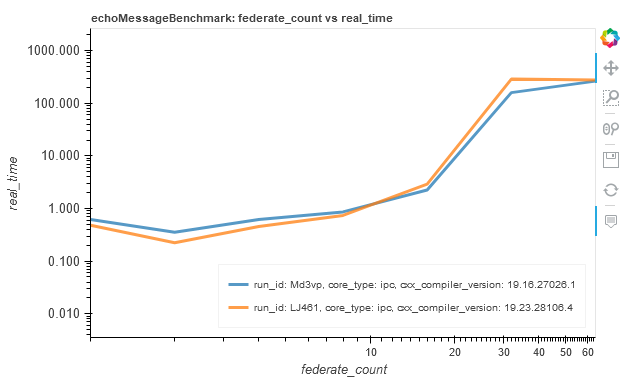 echoMessageBenchmark: federate_count vs real_time
1000.000
100.000
10.000
1.000
0.100
0.010
real_time
run_id: Md3vp, core_type: ipc, cxx_compiler_version: 19.16.27026.1
run_id: LJ461, core_type: ipc, cxx_compiler_version: 19.23.28106.4
10 20 30 40 50 60
federate_count